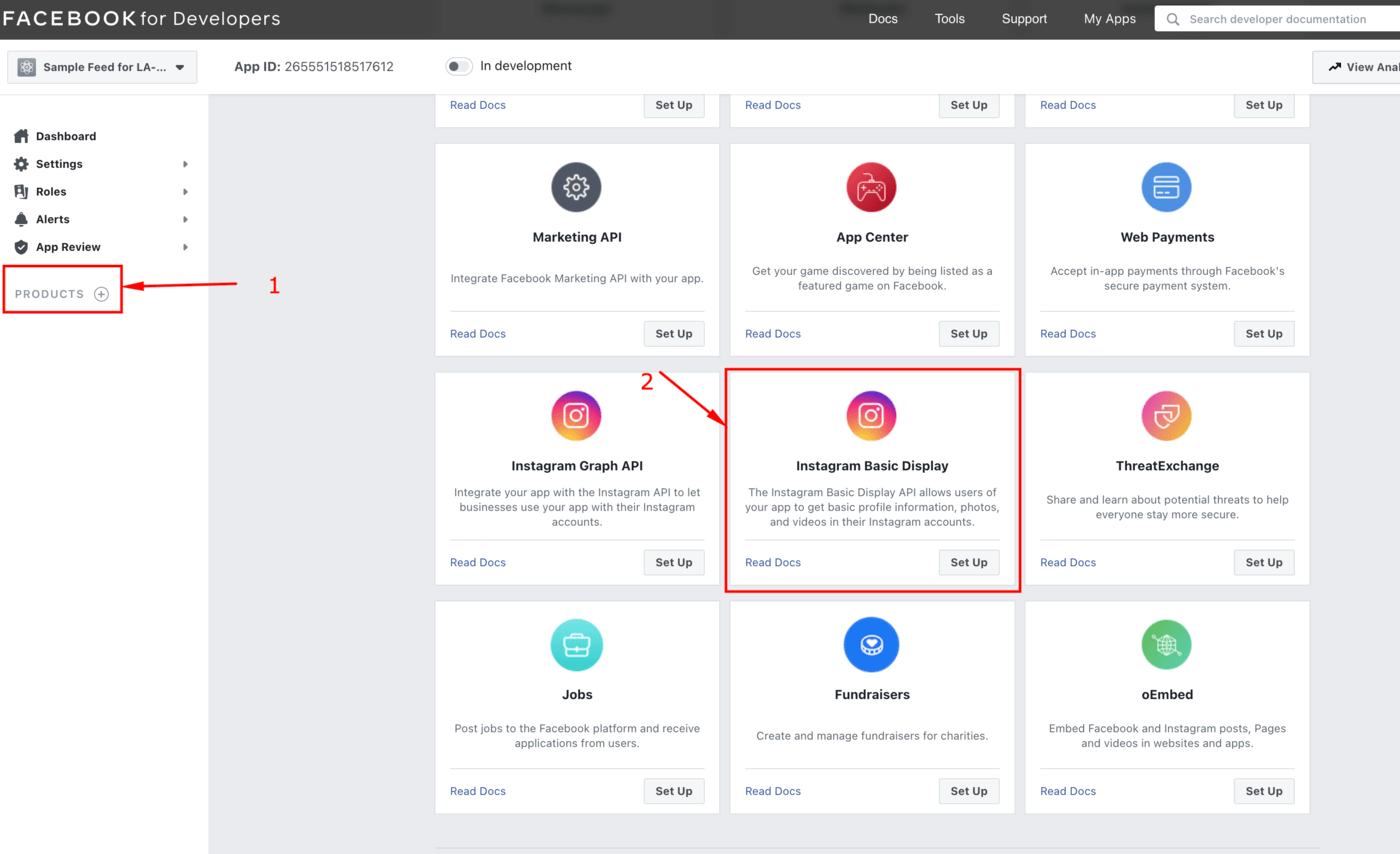 FACEBOOK for Developers
Docs
Tools
Support
My Apps
Search developer documentation
Sample Feed for LA-...
App ID: 265551518517612
In development
View Anal
Dashboard
Settings
Roles
Alerts
App Review
PRODUCTS
1
Read Docs
Set Up
Read Docs
Set Up
Read Docs
Set Up
Marketing API
Integrate Facebook Marketing API with your app.
Read Docs
Set Up
App Center
Get your game discovered by being listed as a
featured game on Facebook.
Read Docs
Set Up
Web Payments
Accept in-app payments through Facebook's
secure payment system.
Read Docs
Set Up
2
Instagram Graph API
Integrate your app with the Instagram API to let
businesses use your app with their Instagram
accounts.
Read Docs
Set Up
Instagram Basic Display
The Instagram Basic Display API allows users of
your app to get basic profile information, photos,
and videos in their Instagram accounts.
Read Docs
Set Up
ThreatExchange
Share and learn about potential threats to help
everyone stay more secure.
Read Docs
Set Up
Jobs
Post jobs to the Facebook platform and receive
applications from users.
Read Docs
Set Up
Fundraisers
Create and manage fundraisers for charities.
Read Docs
Set Up
oEmbed
Embed Facebook and Instagram posts, Pages
and videos in websites and apps.
Read Docs
Set Up